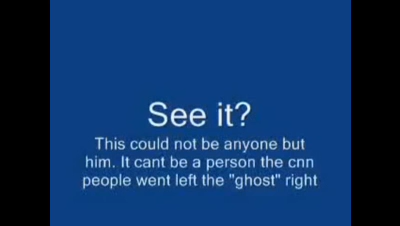 See it?
This could not be anyone but
him. It cant be a person the cnn
people went left the "ghost" right